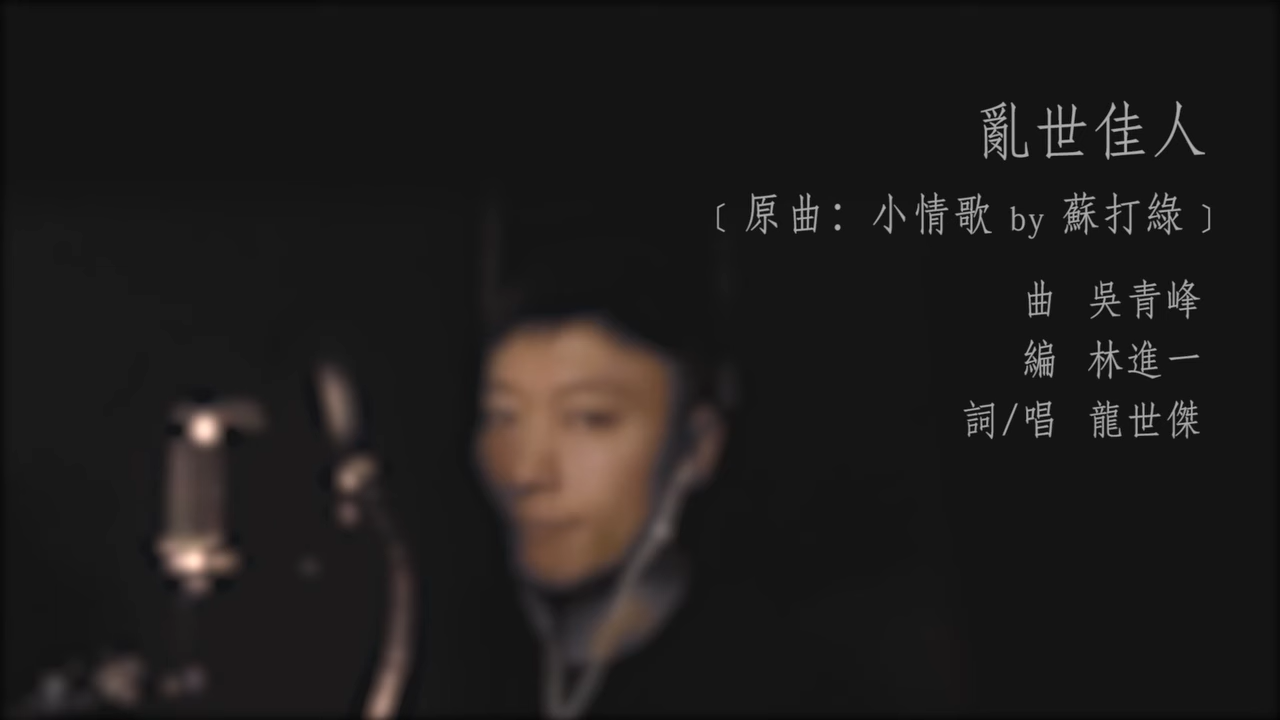 亂世佳人
〔 原曲：小情歌 by 蘇打綠 〕
曲 吳青峰
編 林進一
詞/唱 龍世傑